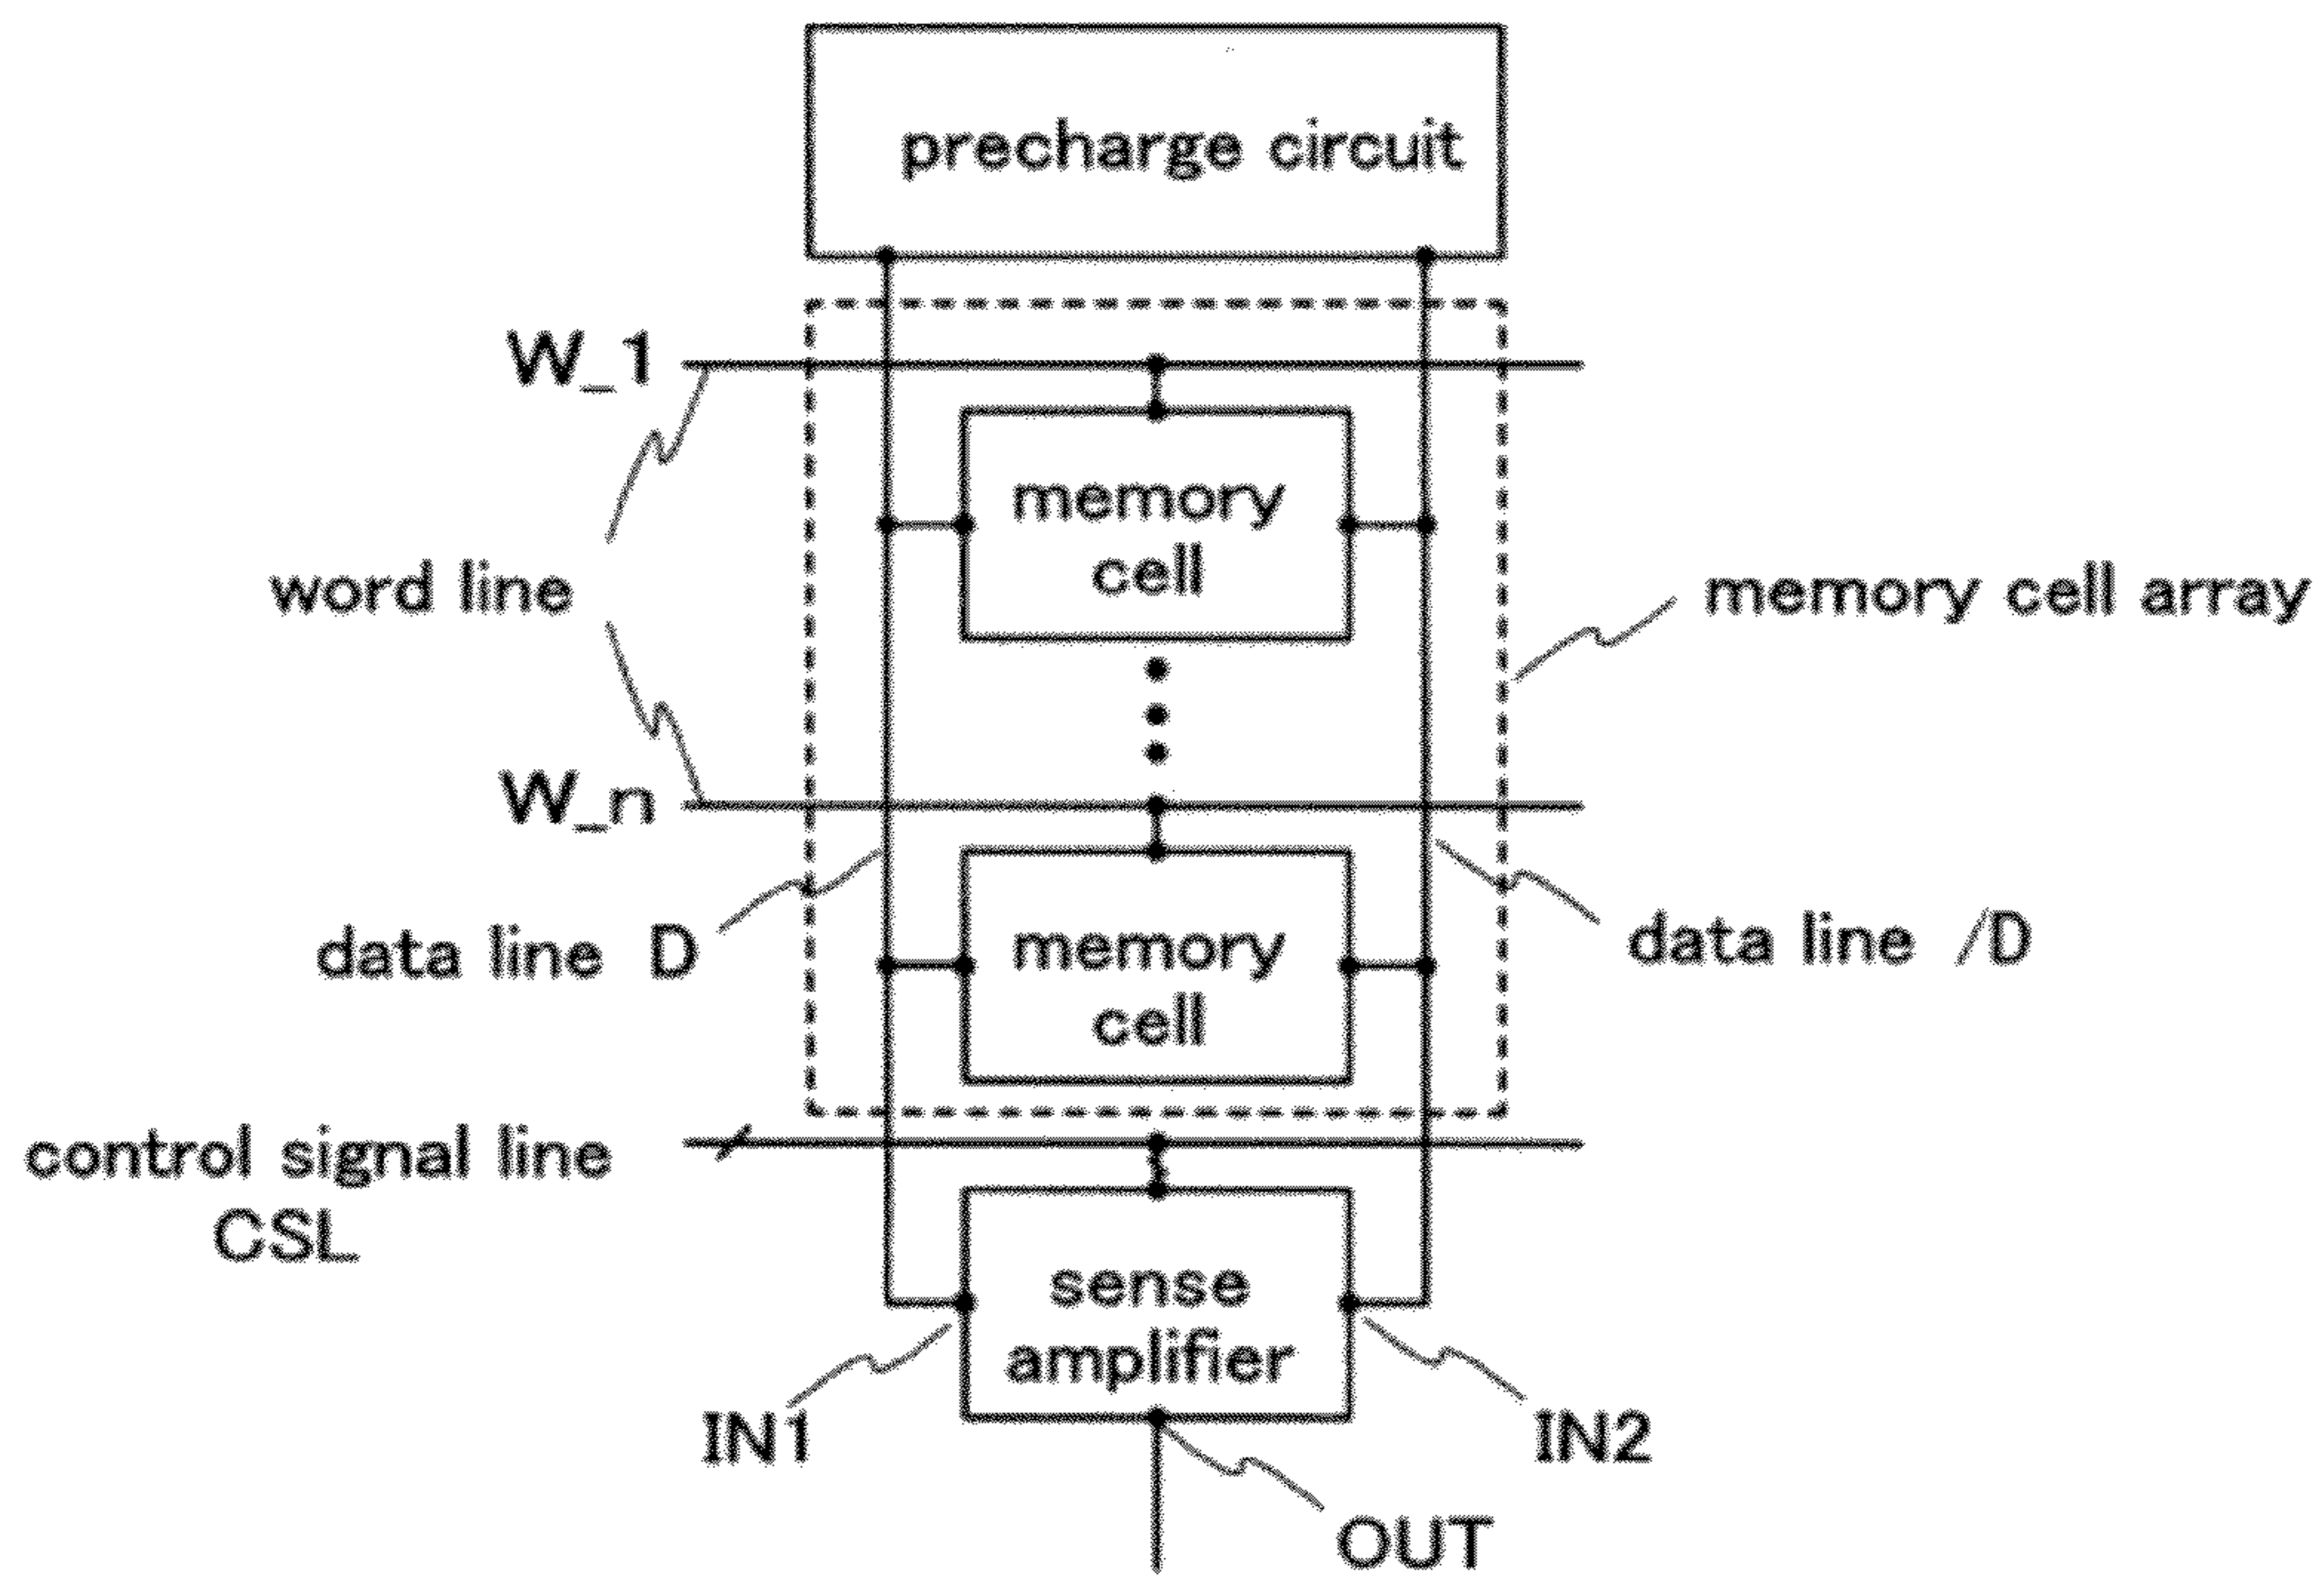 precharge circuit
W_1
memory
cell
word line
memory cell array
W_n
data line D
memory
cell
data line /D
control signal line
CSL
sense
amplifier
IN1
IN2
OUT